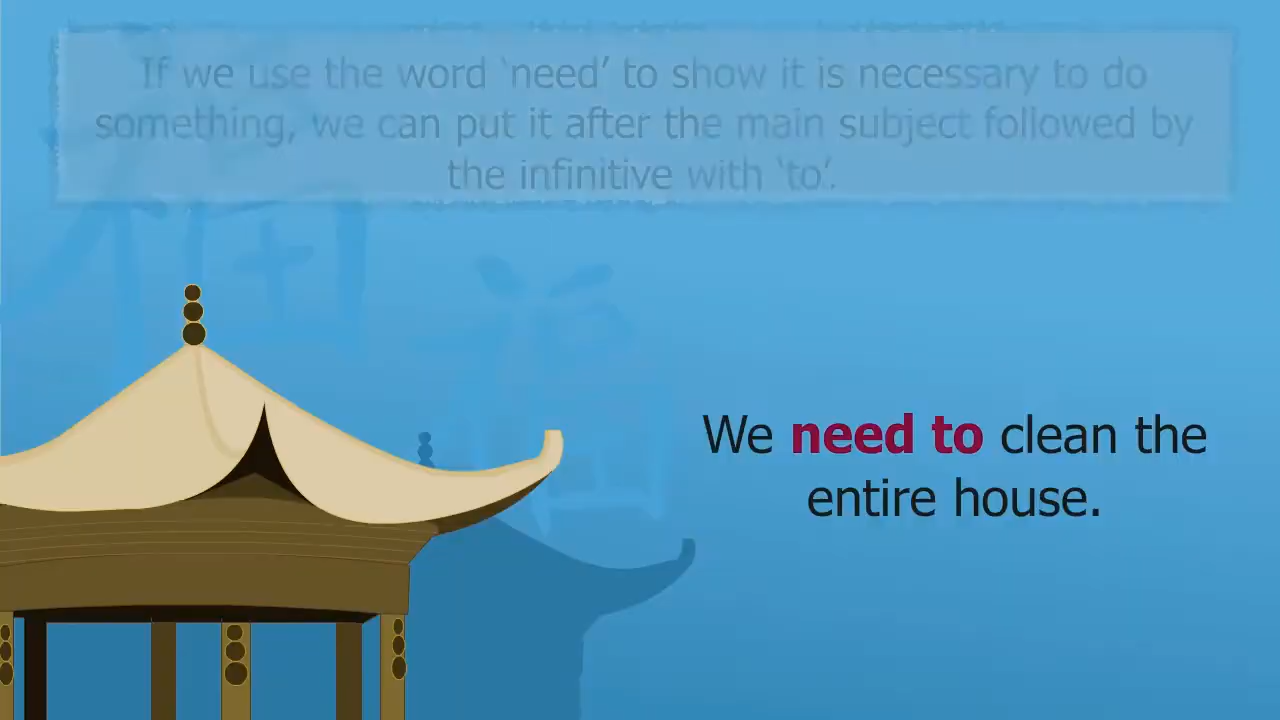 If we use the word ‘need’ to show it is necessary to do
something, we can put it after the main subject followed by
the infinitive with ‘to’.
We need to clean the
entire house.